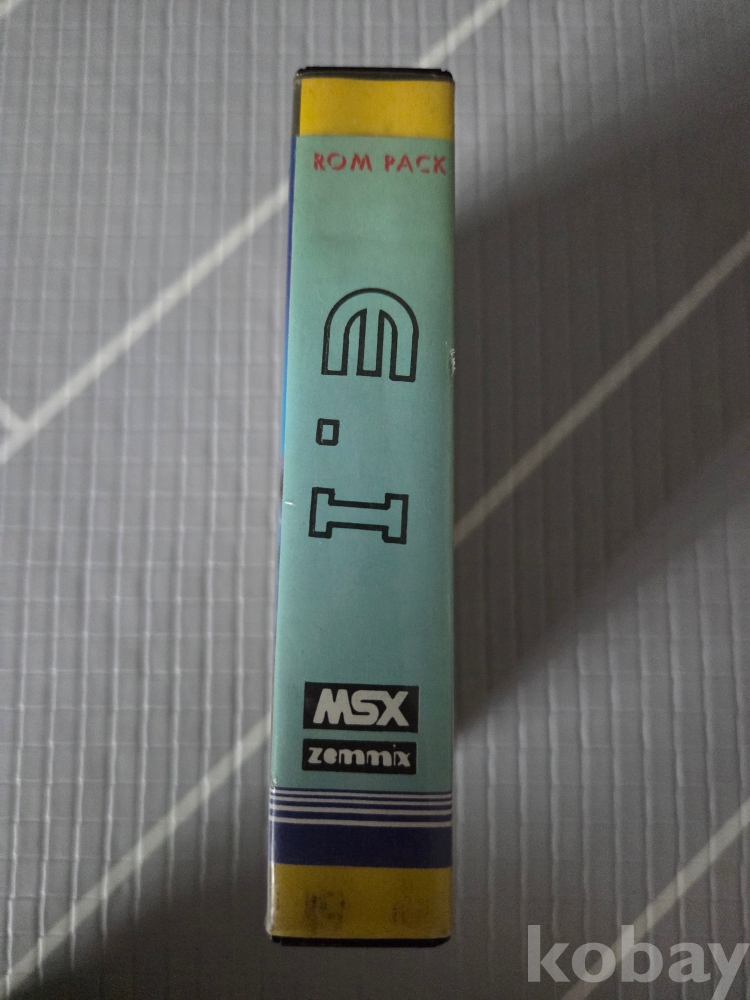 ROM PACK
E.I
MSX
zemmix
kobay